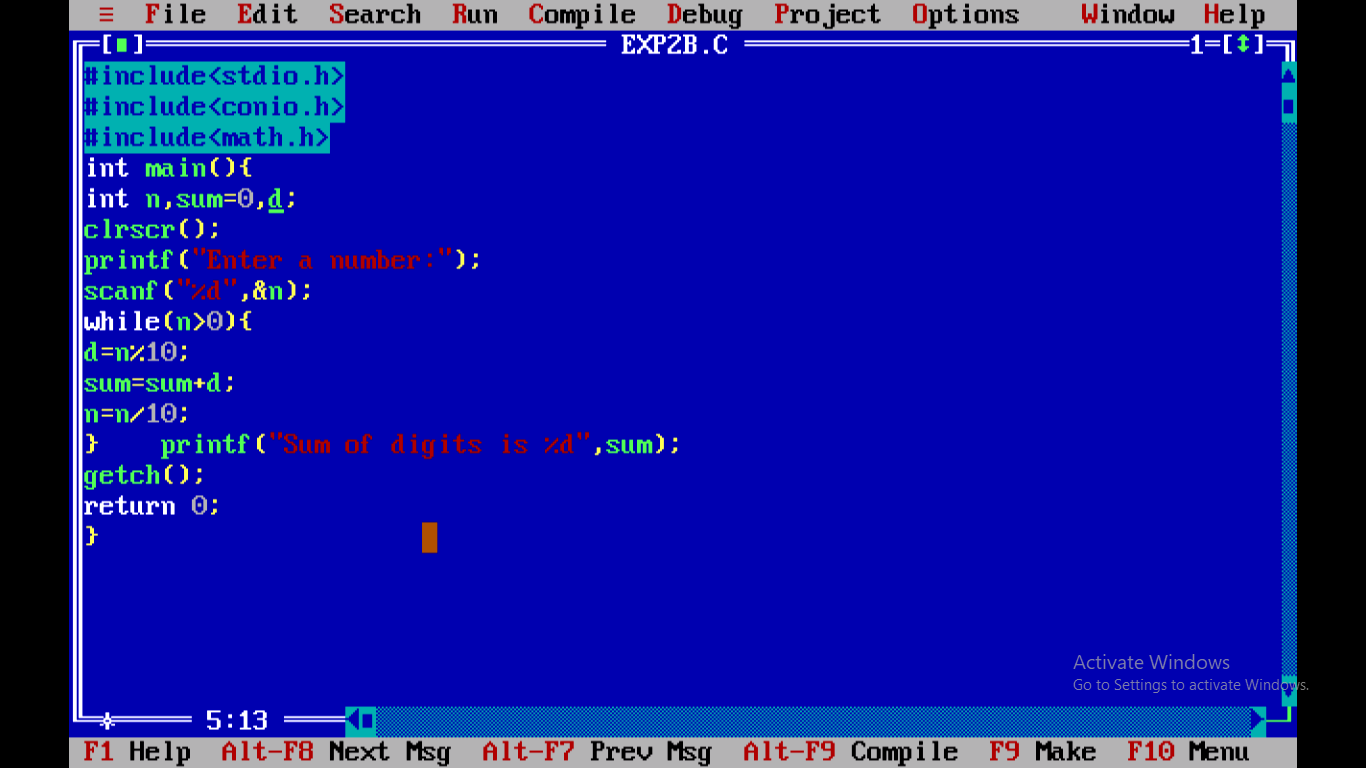 ≡ File Edit Search Run Compile Debug Project Options Window Help
[■] EXP2B.C 1=[↕]
#include<stdio.h>
#include<conio.h>
#include<math.h>
int main(){
int n,sum=0,d;
clrscr();
printf("Enter a number:");
scanf("%d",&n);
while(n>0){
d=n%10;
sum=sum+d;
n=n/10;
}    printf("Sum of digits is %d",sum);
getch();
return 0;
}
Activate Windows
Go to Settings to activate Windows.
5:13
F1 Help Alt-F8 Next Msg Alt-F7 Prev Msg Alt-F9 Compile F9 Make F10 Menu